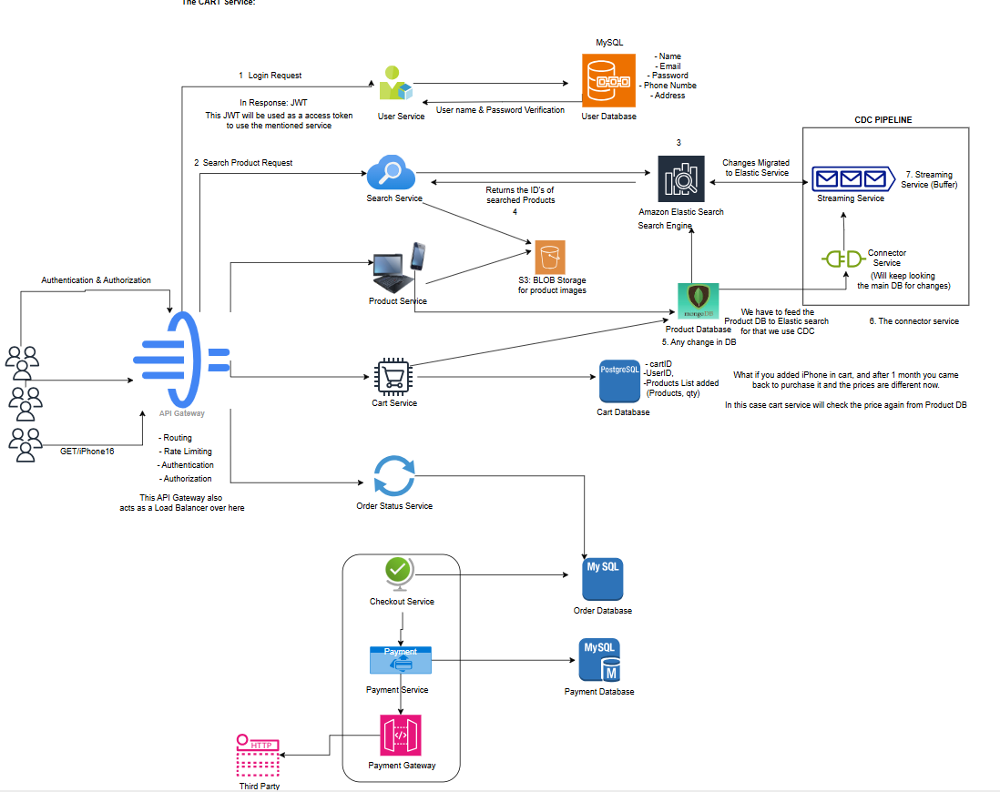 The CART Service:
MySQL
- Name
- Email
- Password
- Phone Numbe
- Address
1  Login Request
In Response: JWT
This JWT will be used as a access token
to use the mentioned service
User Service
User name & Password Verification
User Database
CDC PIPELINE
2  Search Product Request
3
Changes Migrated
to Elastic Service
7. Streaming
Service (Buffer)
Search Service
Returns the ID's of
searched Products
4
Streaming Service
Amazon Elastic Search
Search Engine
Connector
Service
(Will keep looking
the main DB for changes)
Authentication & Authorization
S3: BLOB Storage
for product images
Product Service
mongoDB
Product Database
We have to feed the
Product DB to Elastic search
for that we use CDC
6. The connector service
5. Any change in DB
PostgreSQL
- cartID
-UserID,
-Products List added
(Products, qty)
What if you added iPhone in cart, and after 1 month you came
back to purchase it and the prices are different now.
In this case cart service will check the price again from Product DB
Cart Service
Cart Database
API Gateway
GET/iPhone16
- Routing
- Rate Limiting
- Authentication
- Authorization
This API Gateway also
acts as a Load Balancer over here
Order Status Service
My SQL
Checkout Service
Order Database
Payment
MySQL
M
Payment Service
Payment Database
</>
HTTP
Payment Gateway
Third Party